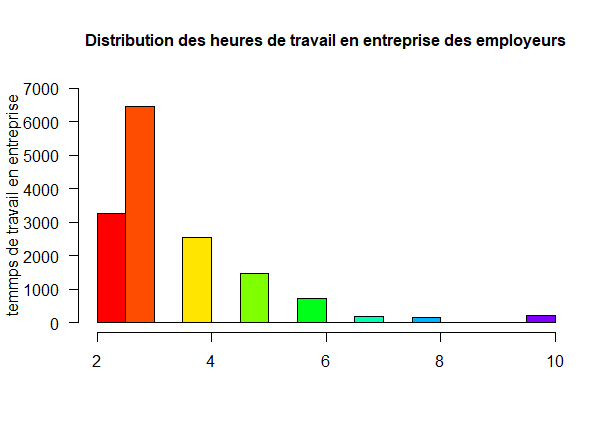 Distribution des heures de travail en entreprise des employeurs
temmps de travail en entreprise
7000
6000
5000
4000
3000
2000
1000
0
2 4 6 8 10